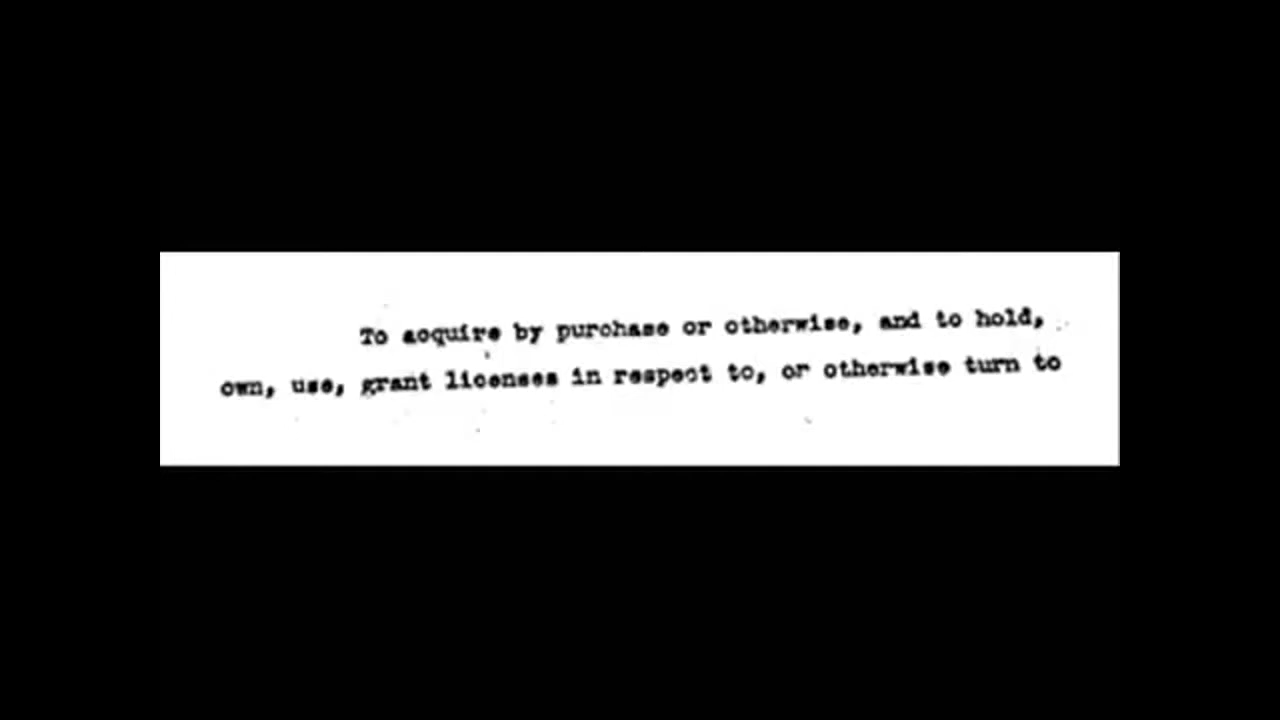 To acquire by purchase or otherwise, and to hold,
own, use, grant licenses in respect to, or otherwise turn to